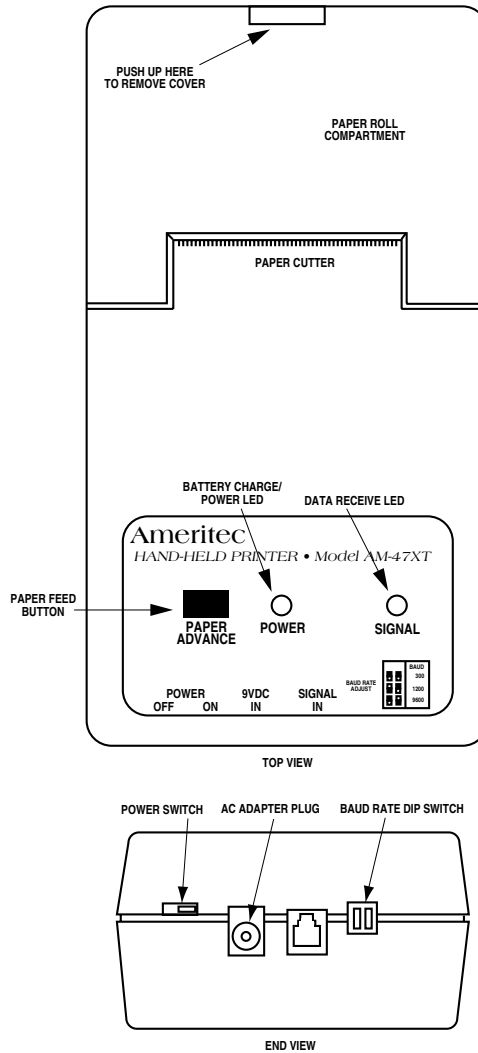 PUSH UP HERE
TO REMOVE COVER
PAPER ROLL
COMPARTMENT
PAPER CUTTER
BATTERY CHARGE/
POWER LED
DATA RECEIVE LED
Ameritec
HAND-HELD PRINTER • Model AM-47XT
PAPER FEED
BUTTON
PAPER
ADVANCE
POWER
SIGNAL
BAUD RATE
ADJUST
BAUD
300
1200
9600
POWER
OFF ON
9VDC
IN
SIGNAL
IN
TOP VIEW
POWER SWITCH
AC ADAPTER PLUG
BAUD RATE DIP SWITCH
END VIEW